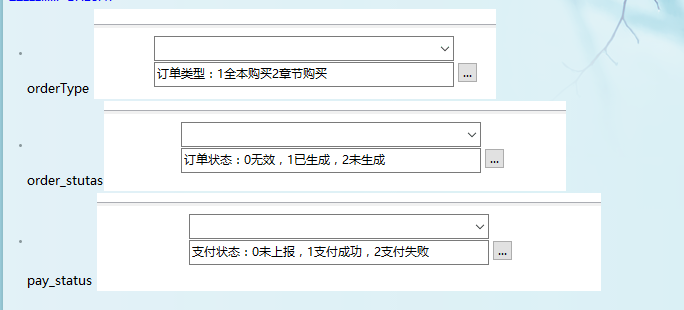 订单类型：1全本购买2章节购买
...
orderType
订单状态：0无效，1已生成，2未生成
...
order_stutas
支付状态：0未上报，1支付成功，2支付失败
...
pay_status